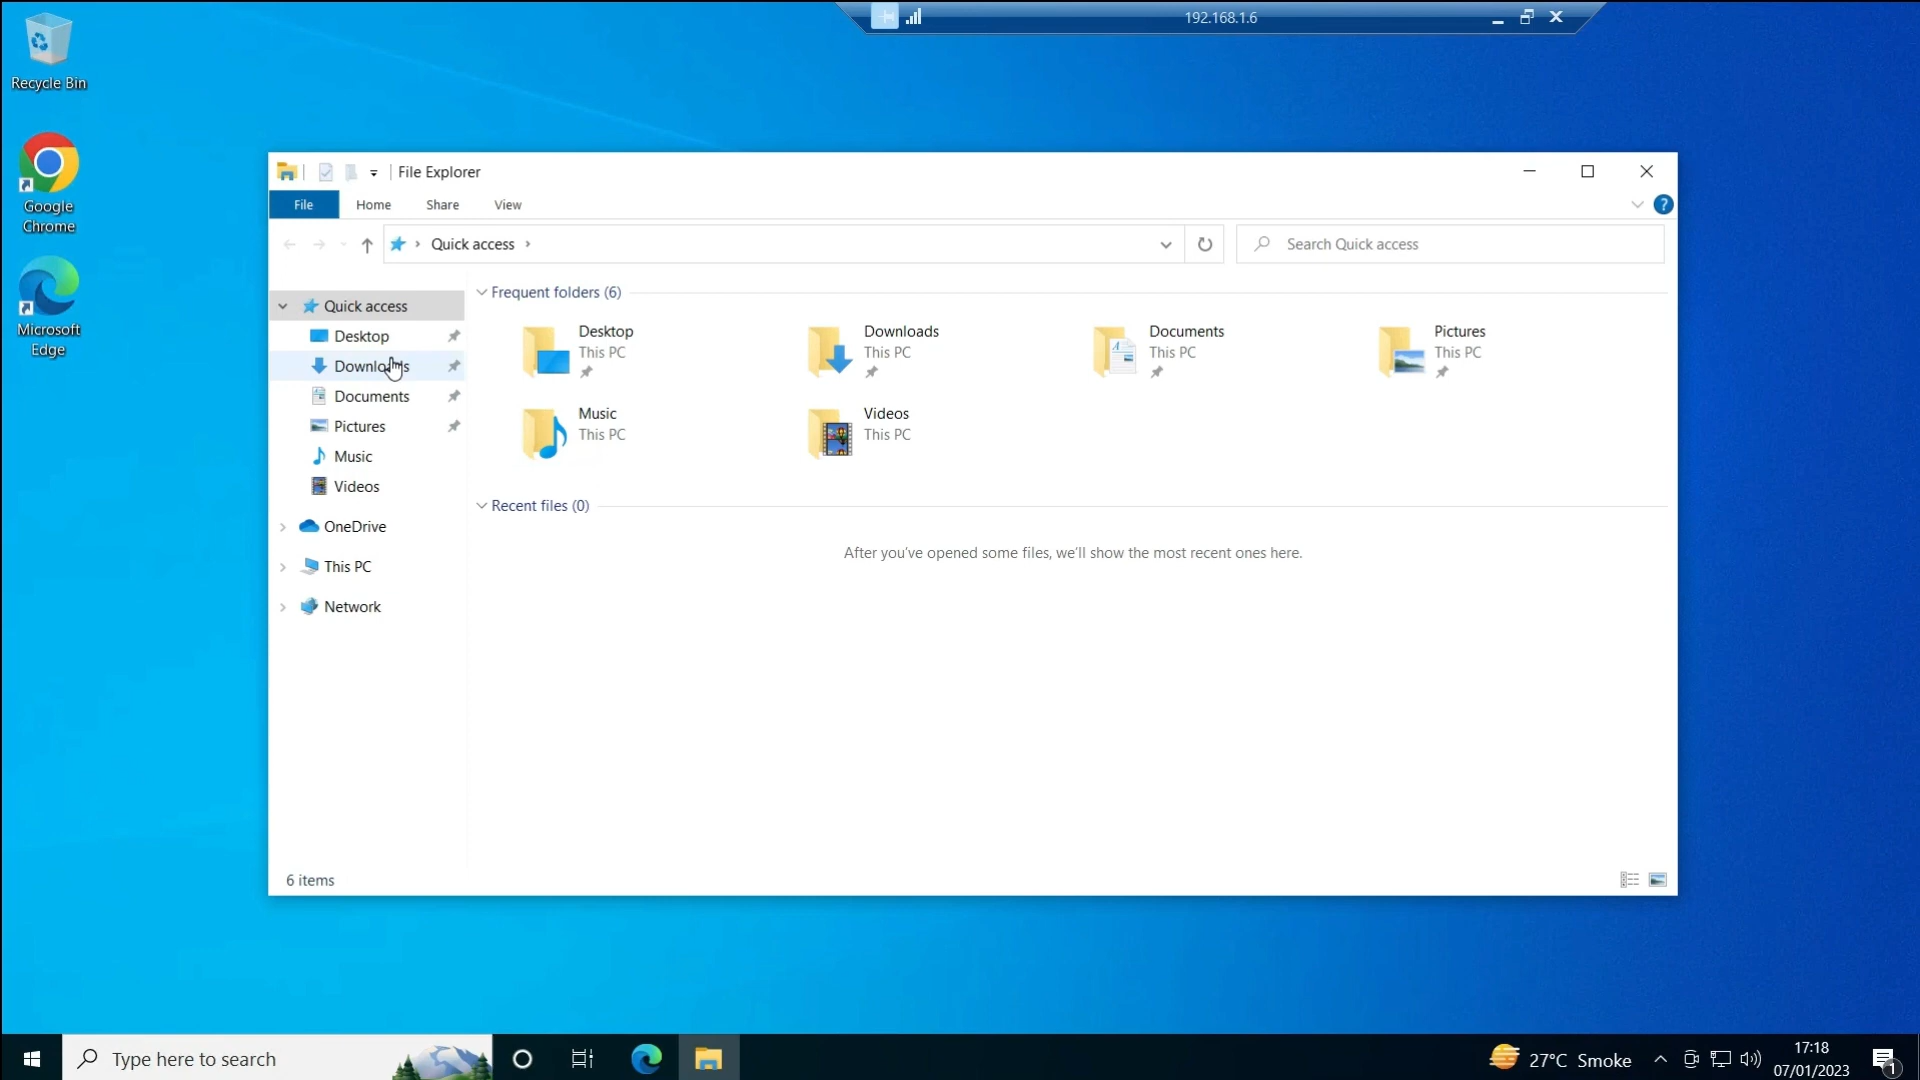 192.168.1.6
Recycle Bin
Google
Chrome
Microsoft
Edge
File Explorer
File
Home
Share
View
?
Quick access
Search Quick access
Quick access
Desktop
Downloads
Documents
Pictures
Music
Videos
OneDrive
This PC
Network
Frequent folders (6)
Desktop
This PC
Downloads
This PC
Documents
This PC
Pictures
This PC
Music
This PC
Videos
This PC
Recent files (0)
After you've opened some files, we'll show the most recent ones here.
6 items
Type here to search
27°C Smoke
17:18
07/01/2023
1